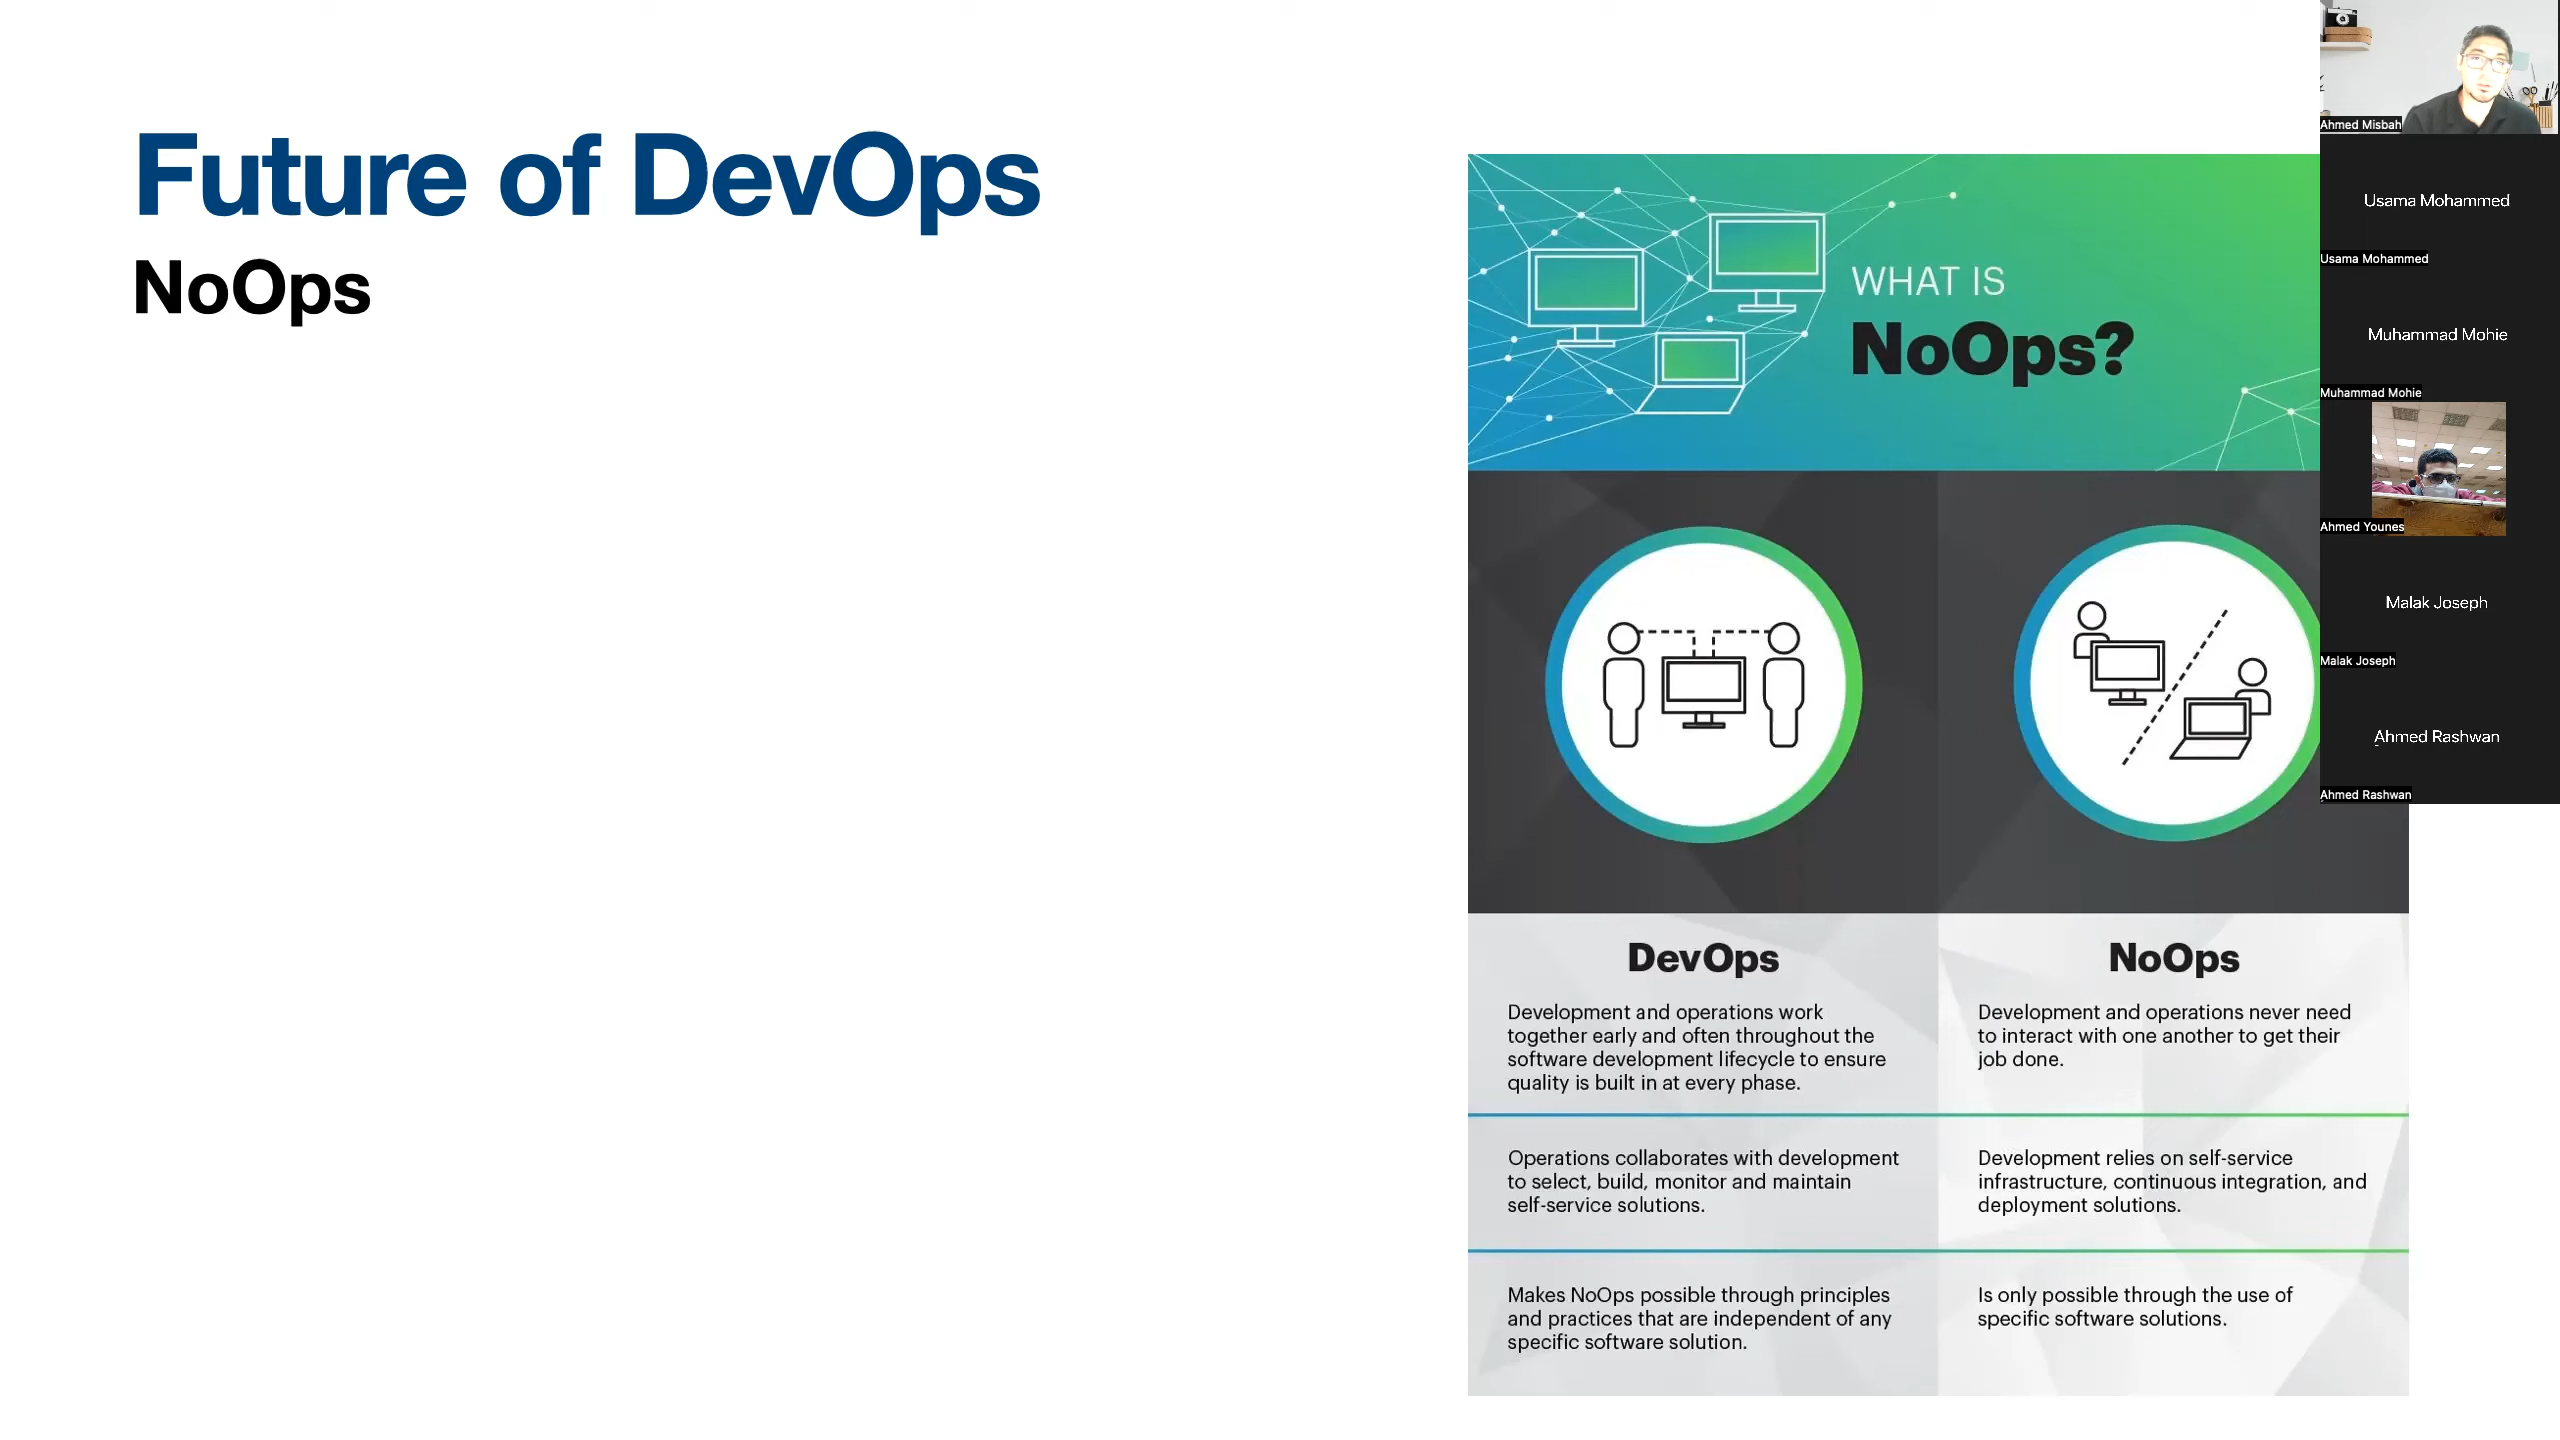 Future of DevOps
NoOps
WHAT IS
NoOps?
DevOps
Development and operations work
together early and often throughout the
software development lifecycle to ensure
quality is built in at every phase.
Operations collaborates with development
to select, build, monitor and maintain
self-service solutions.
Makes NoOps possible through principles
and practices that are independent of any
specific software solution.
NoOps
Development and operations never need
to interact with one another to get their
job done.
Development relies on self-service
infrastructure, continuous integration, and
deployment solutions.
Is only possible through the use of
specific software solutions.
Ahmed Misbah
Usama Mohammed
Usama Mohammed
Muhammad Mohie
Muhammad Mohie
Ahmed Younes
Malak Joseph
Malak Joseph
Ahmed Rashwan
Ahmed Rashwan